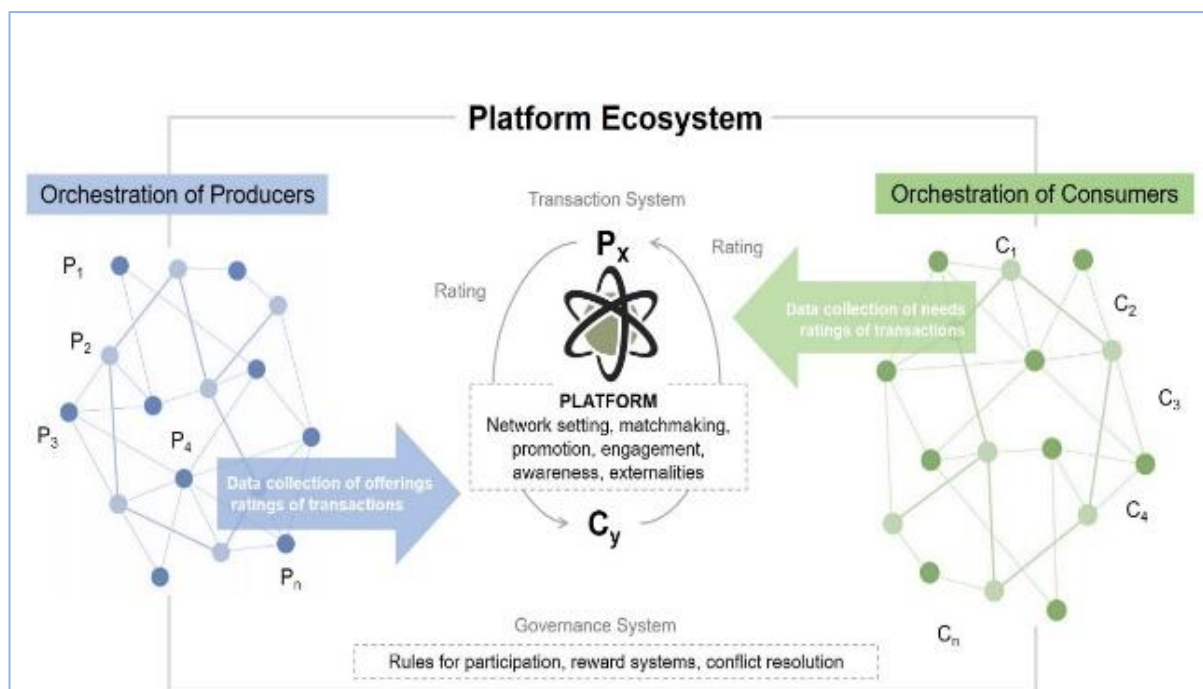 Platform Ecosystem
Orchestration of Producers
Transaction System
Orchestration of Consumers
P₁
P₂
P₃
P₄
Pₙ
Data collection of offerings
ratings of transactions
Pₓ
Rating
Rating
PLATFORM
Network setting, matchmaking,
promotion, engagement,
awareness, externalities
Cᵧ
Data collection of needs
ratings of transactions
C₁
C₂
C₃
C₄
Cₙ
Governance System
Rules for participation, reward systems, conflict resolution